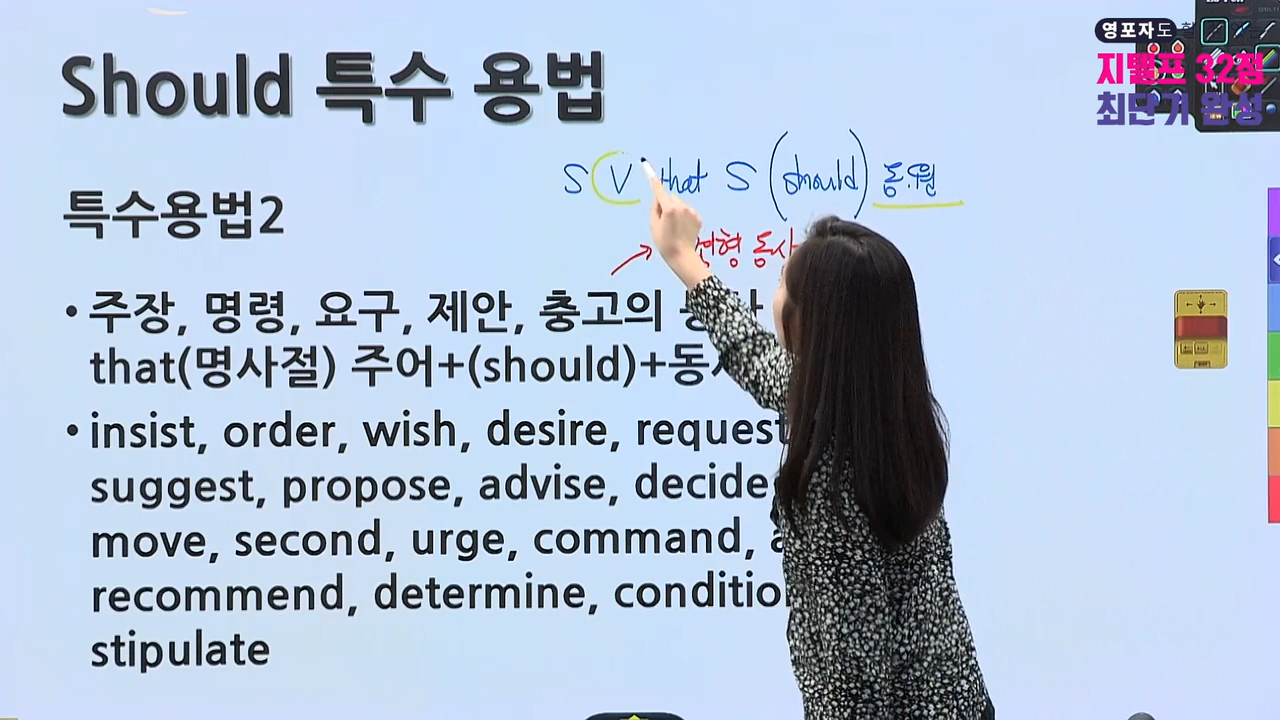 영포자도
지텔프 32점
최단기 완성
Should 특수 용법
S V that S (should) 동.원
특수용법2
동사
• 주장, 명령, 요구, 제안, 충고의
that(명사절) 주어+(should)+
• insist, order, wish, desire, request
suggest, propose, advise, decide
move, second, urge, command,
recommend, determine,
stipulate